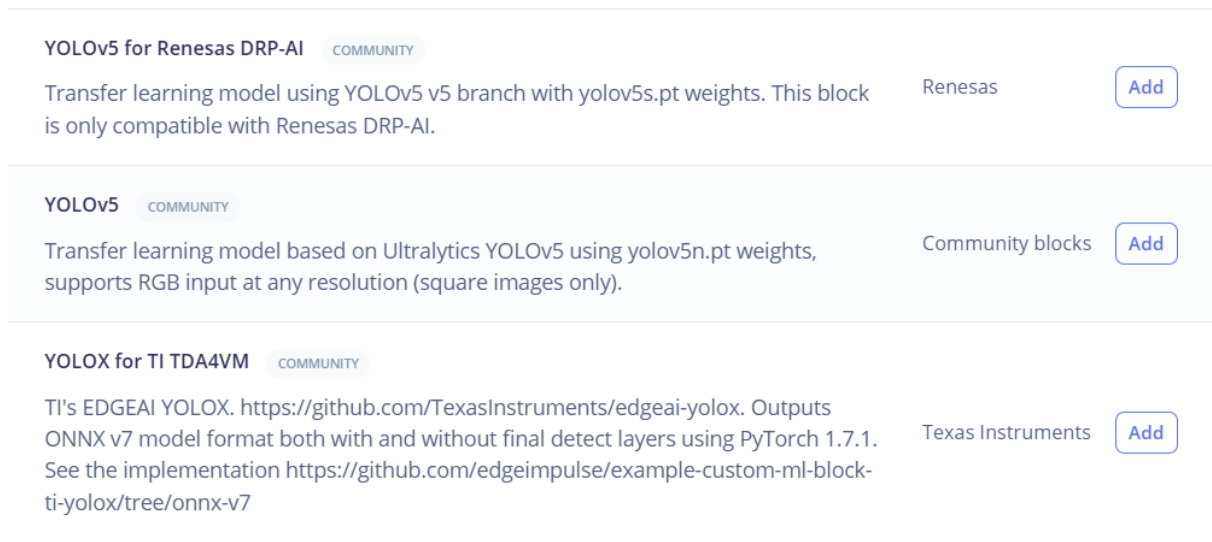 YOLOv5 for Renesas DRP-AI COMMUNITY
Transfer learning model using YOLOv5 v5 branch with yolov5s.pt weights. This block
is only compatible with Renesas DRP-AI.
Renesas
Add
YOLOv5 COMMUNITY
Transfer learning model based on Ultralytics YOLOv5 using yolov5n.pt weights,
supports RGB input at any resolution (square images only).
Community blocks
Add
YOLOX for TI TDA4VM COMMUNITY
TI's EDGEAI YOLOX. https://github.com/TexasInstruments/edgeai-yolox. Outputs
ONNX v7 model format both with and without final detect layers using PyTorch 1.7.1.
See the implementation https://github.com/edgeimpulse/example-custom-ml-block-
ti-yolox/tree/onnx-v7
Texas Instruments
Add